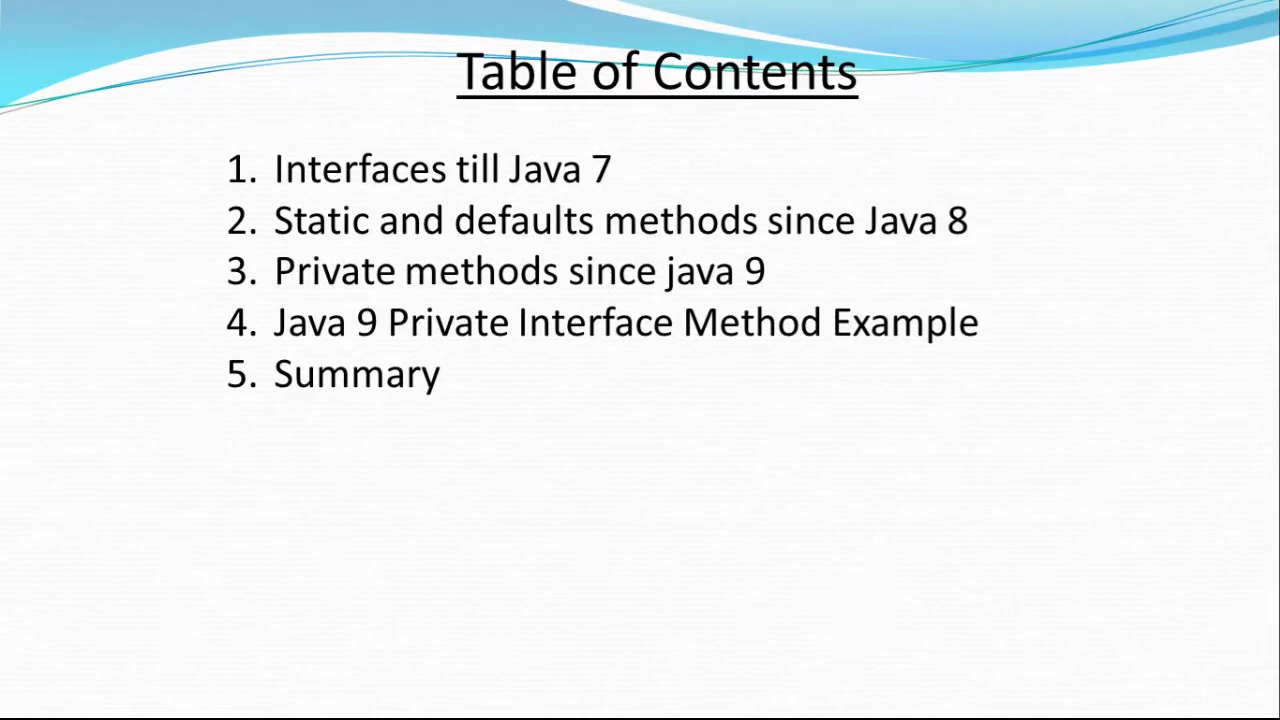 Table of Contents
1. Interfaces till Java 7
2. Static and defaults methods since Java 8
3. Private methods since java 9
4. Java 9 Private Interface Method Example
5. Summary